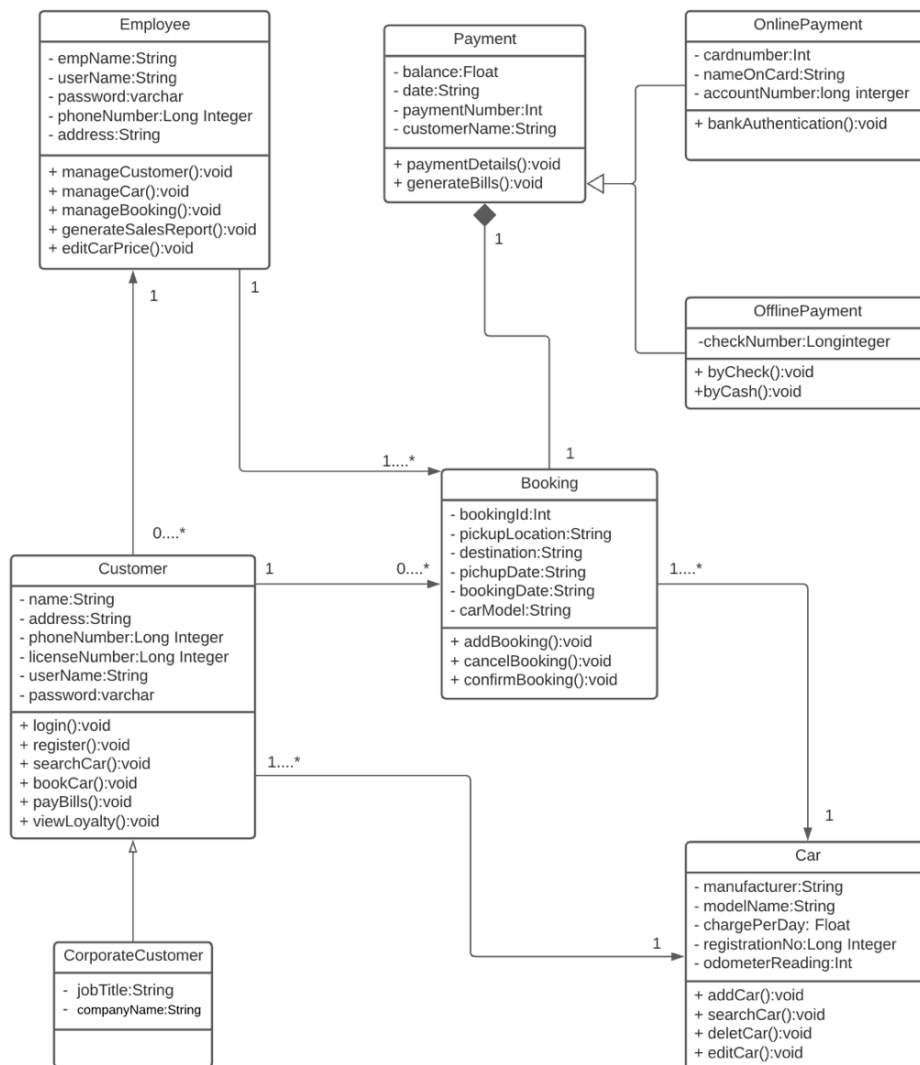 Employee
- empName:String
- userName:String
- password:varchar
- phoneNumber:Long Integer
- address:String
+ manageCustomer():void
+ manageCar():void
+ manageBooking():void
+ generateSalesReport():void
+ editCarPrice():void
Payment
- balance:Float
- date:String
- paymentNumber:Int
- customerName:String
+ paymentDetails():void
+ generateBills():void
OnlinePayment
- cardnumber:Int
- nameOnCard:String
- accountNumber:long interger
+ bankAuthentication():void
OfflinePayment
-checkNumber:Longinteger
+ byCheck():void
+byCash():void
1
1
1
1
1....*
0....*
Customer
- name:String
- address:String
- phoneNumber:Long Integer
- licenseNumber:Long Integer
- userName:String
- password:varchar
+ login():void
+ register():void
+ searchCar():void
+ bookCar():void
+ payBills():void
+ viewLoyalty():void
1
0....*
Booking
- bookingId:Int
- pickupLocation:String
- destination:String
- pichupDate:String
- bookingDate:String
- carModel:String
+ addBooking():void
+ cancelBooking():void
+ confirmBooking():void
1....*
1....*
1
1
CorporateCustomer
- jobTitle:String
- companyName:String
Car
- manufacturer:String
- modelName:String
- chargePerDay: Float
- registrationNo:Long Integer
- odometerReading:Int
+ addCar():void
+ searchCar():void
+ deletCar():void
+ editCar():void